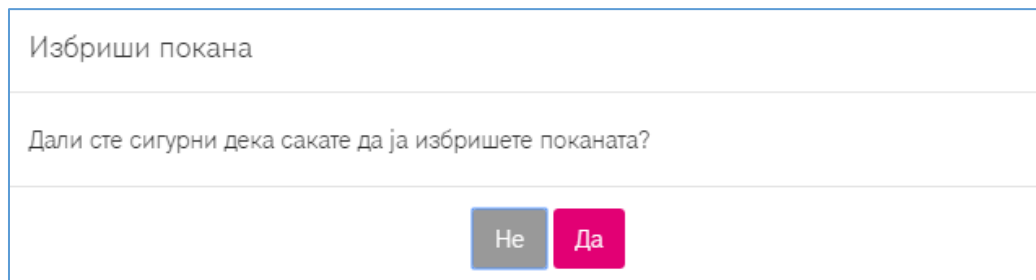 Избриши покана
Дали сте сигурни дека сакате да ја избришете поканата?
Не Да